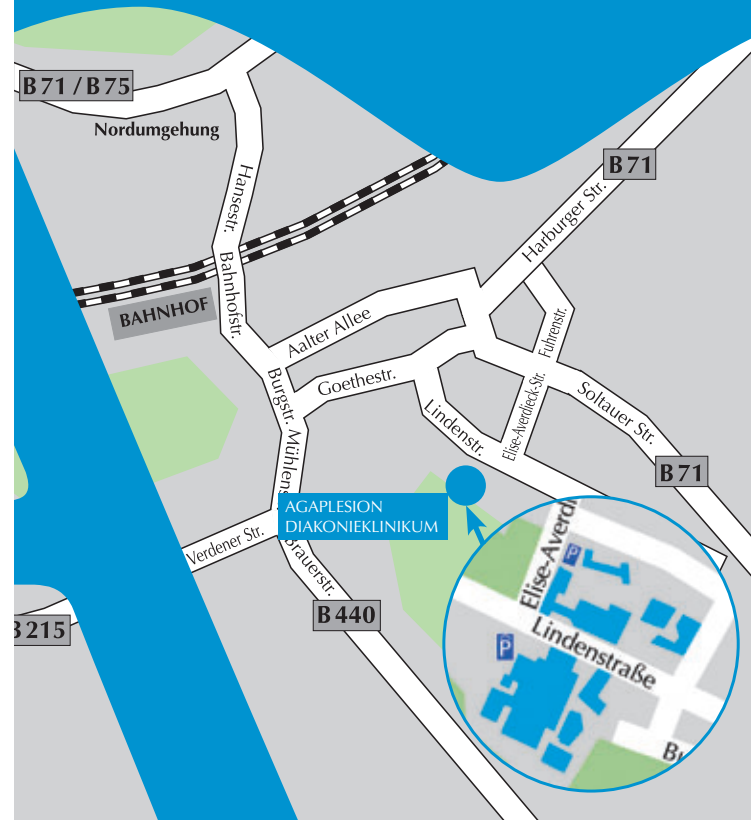 B 71 / B 75
Nordumgehung
B 71
Hansestr.
Harburger Str.
Bahnhofstr.
BAHNHOF
Aalter Allee
Fuhrenstr.
Burgstr.
Goethestr.
Elise-Averdieck-Str.
Soltauer Str.
Lindenstr.
B 71
AGAPLESION
DIAKONIEKLINIKUM
Verdener Str.
Brauerstr.
B 440
B 215
P
Lindenstraße
P